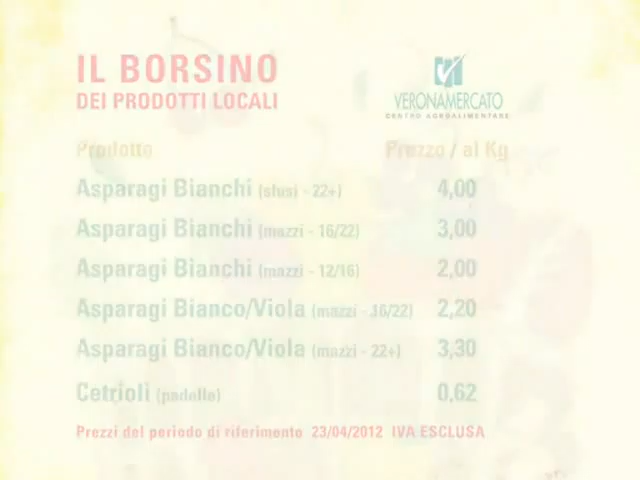 IL BORSINO
DEI PRODOTTI LOCALI
VERONAMERCATO
CENTRO AGROALIMENTARE
Prodotto Prezzo / al Kg
Asparagi Bianchi (sfusi - 22+) 4,00
Asparagi Bianchi (mazzi - 16/22) 3,00
Asparagi Bianchi (mazzi - 12/16) 2,00
Asparagi Bianco/Viola (mazzi - 16/22) 2,20
Asparagi Bianco/Viola (mazzi - 22+) 3,30
Cetrioli (padelle) 0,62
Prezzi del periodo di riferimento 23/04/2012 IVA ESCLUSA